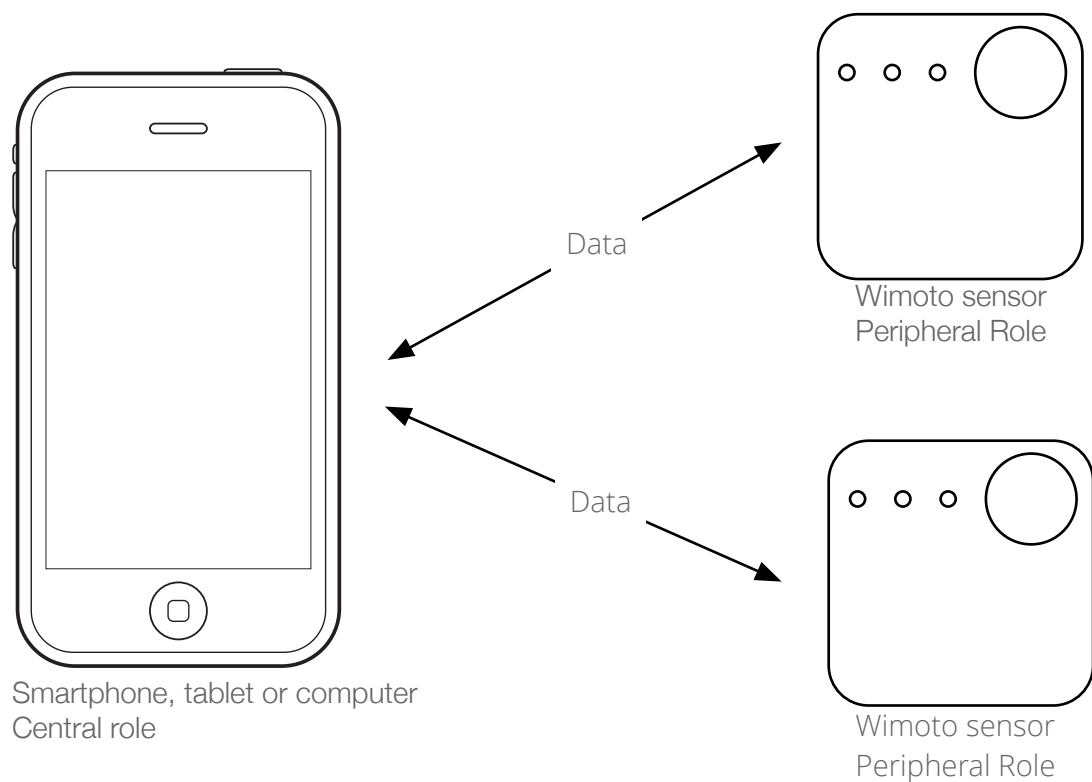 Data
Wimoto sensor
Peripheral Role
Data
Smartphone, tablet or computer
Central role
Wimoto sensor
Peripheral Role